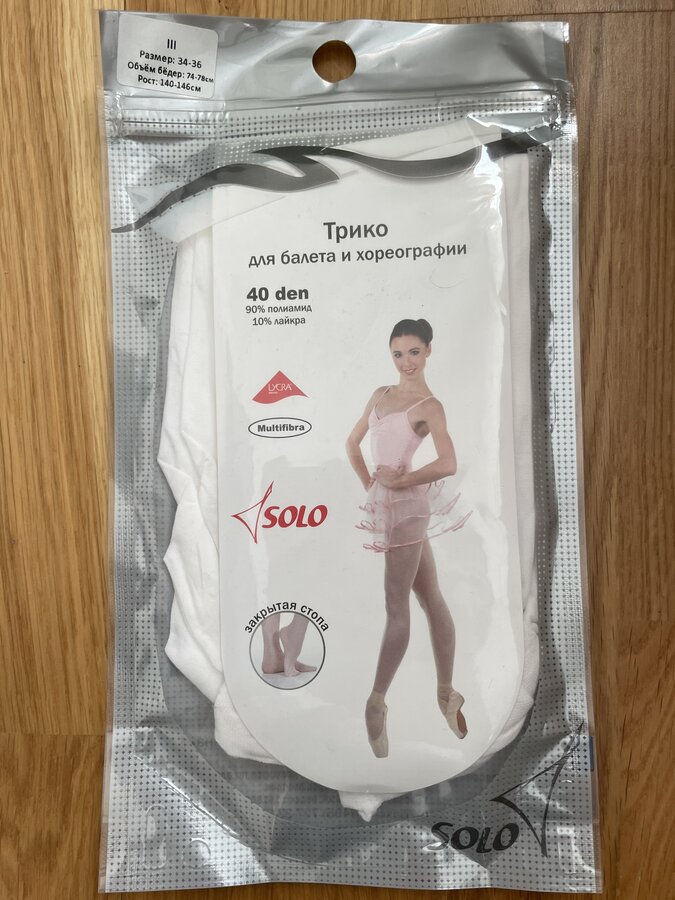 III
Размер: 34-36
Объём бёдер: 74-78см
Рост: 140-146см
Трико
для балета и хореографии
40 den
90% полиамид
10% лайкра
LYCRA
Multifibra
SOLO
закрытая стопа
SOLO